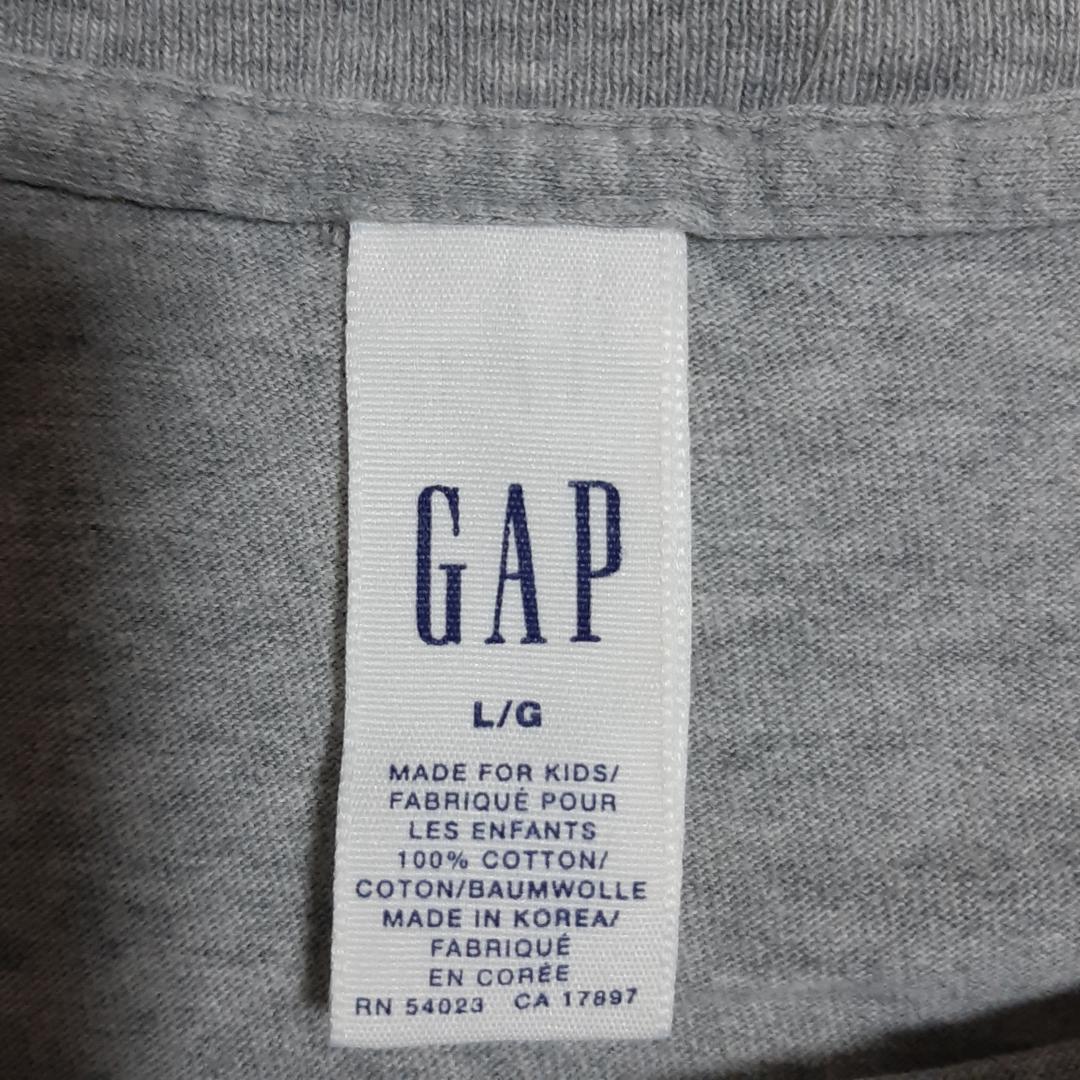 GAP
L/G
MADE FOR KIDS/
FABRIQUÉ POUR
LES ENFANTS
100% COTTON/
COTON/BAUMWOLLE
MADE IN KOREA/
FABRIQUÉ
EN CORÉE
RN 54023 CA 17897